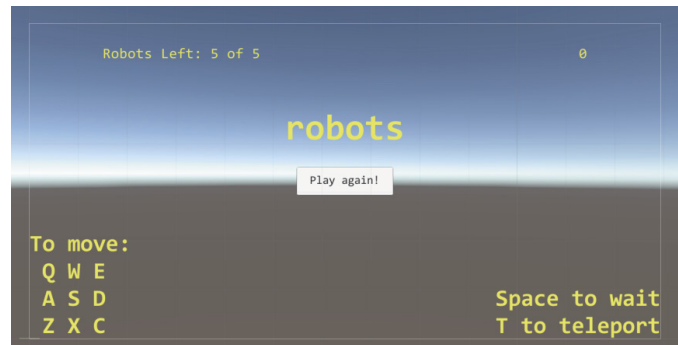 Robots Left: 5 of 5 0
robots
Play again!
To move:
Q W E
A S D
Z X C
Space to wait
T to teleport